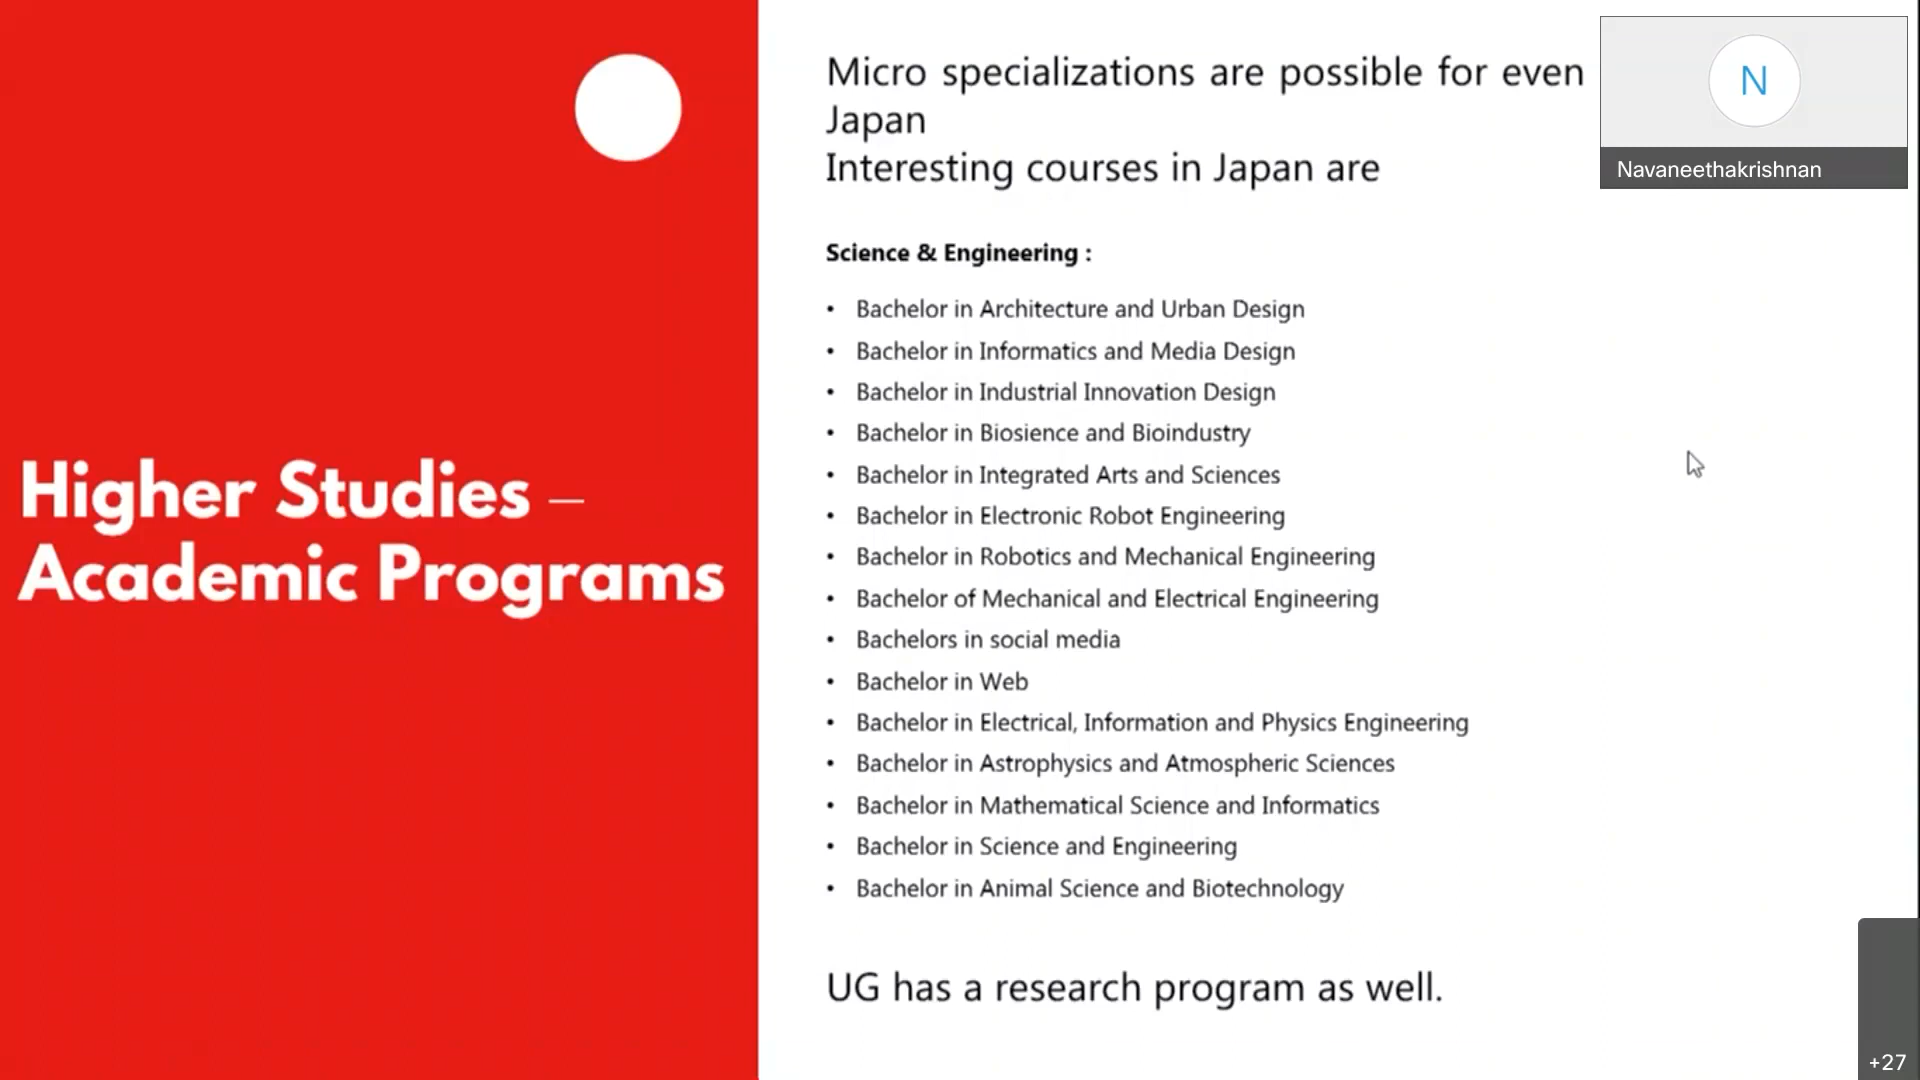 Higher Studies –
Academic Programs
Micro specializations are possible for even
Japan
Interesting courses in Japan are
Science & Engineering :
• Bachelor in Architecture and Urban Design
• Bachelor in Informatics and Media Design
• Bachelor in Industrial Innovation Design
• Bachelor in Biosience and Bioindustry
• Bachelor in Integrated Arts and Sciences
• Bachelor in Electronic Robot Engineering
• Bachelor in Robotics and Mechanical Engineering
• Bachelor of Mechanical and Electrical Engineering
• Bachelors in social media
• Bachelor in Web
• Bachelor in Electrical, Information and Physics Engineering
• Bachelor in Astrophysics and Atmospheric Sciences
• Bachelor in Mathematical Science and Informatics
• Bachelor in Science and Engineering
• Bachelor in Animal Science and Biotechnology
UG has a research program as well.
N
Navaneethakrishnan
+27